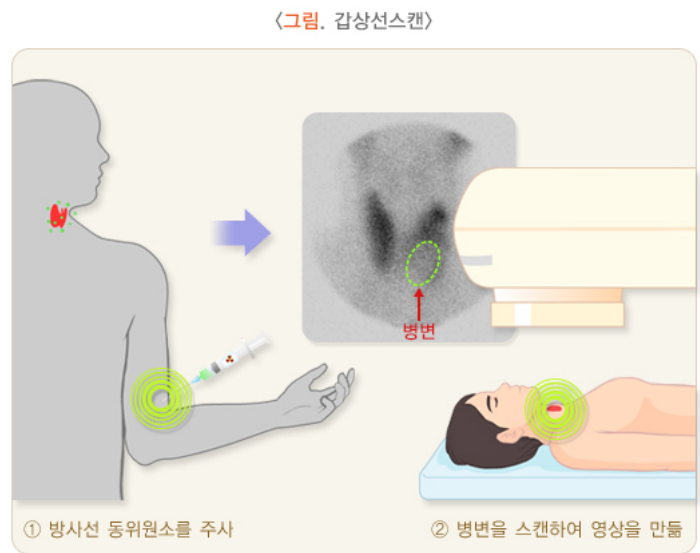 〈그림. 갑상선스캔〉
병변
① 방사선 동위원소를 주사
② 병변을 스캔하여 영상을 만듦